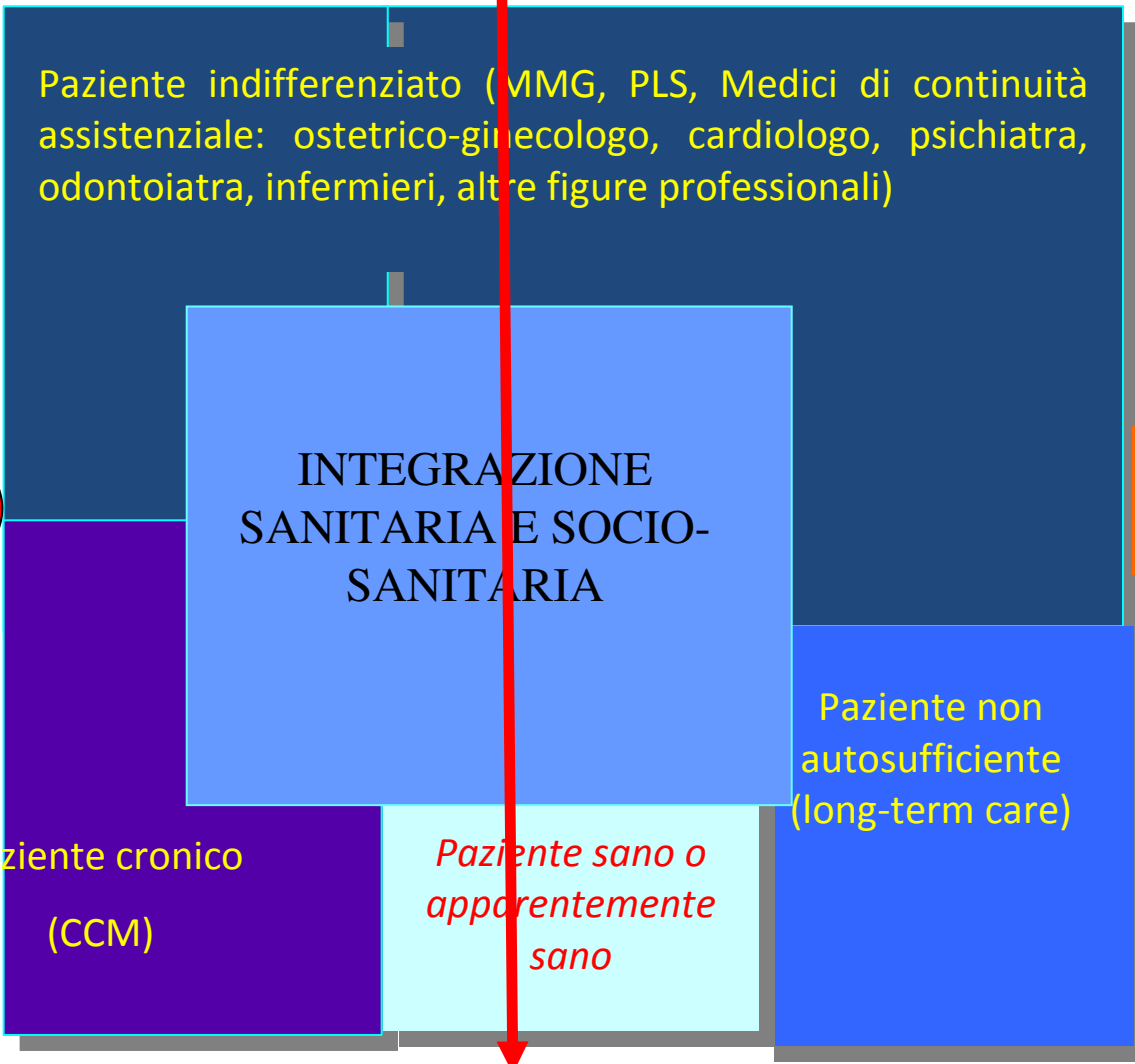 Paziente indifferenziato (MMG, PLS, Medici di continuità
assistenziale: ostetrico-ginecologo, cardiologo, psichiatra,
odontoiatra, infermieri, altre figure professionali)
INTEGRAZIONE
SANITARIA E SOCIO-
SANITARIA
Paziente non
autosufficiente
(long-term care)
ziente cronico
(CCM)
Paziente sano o
apparentemente
sano